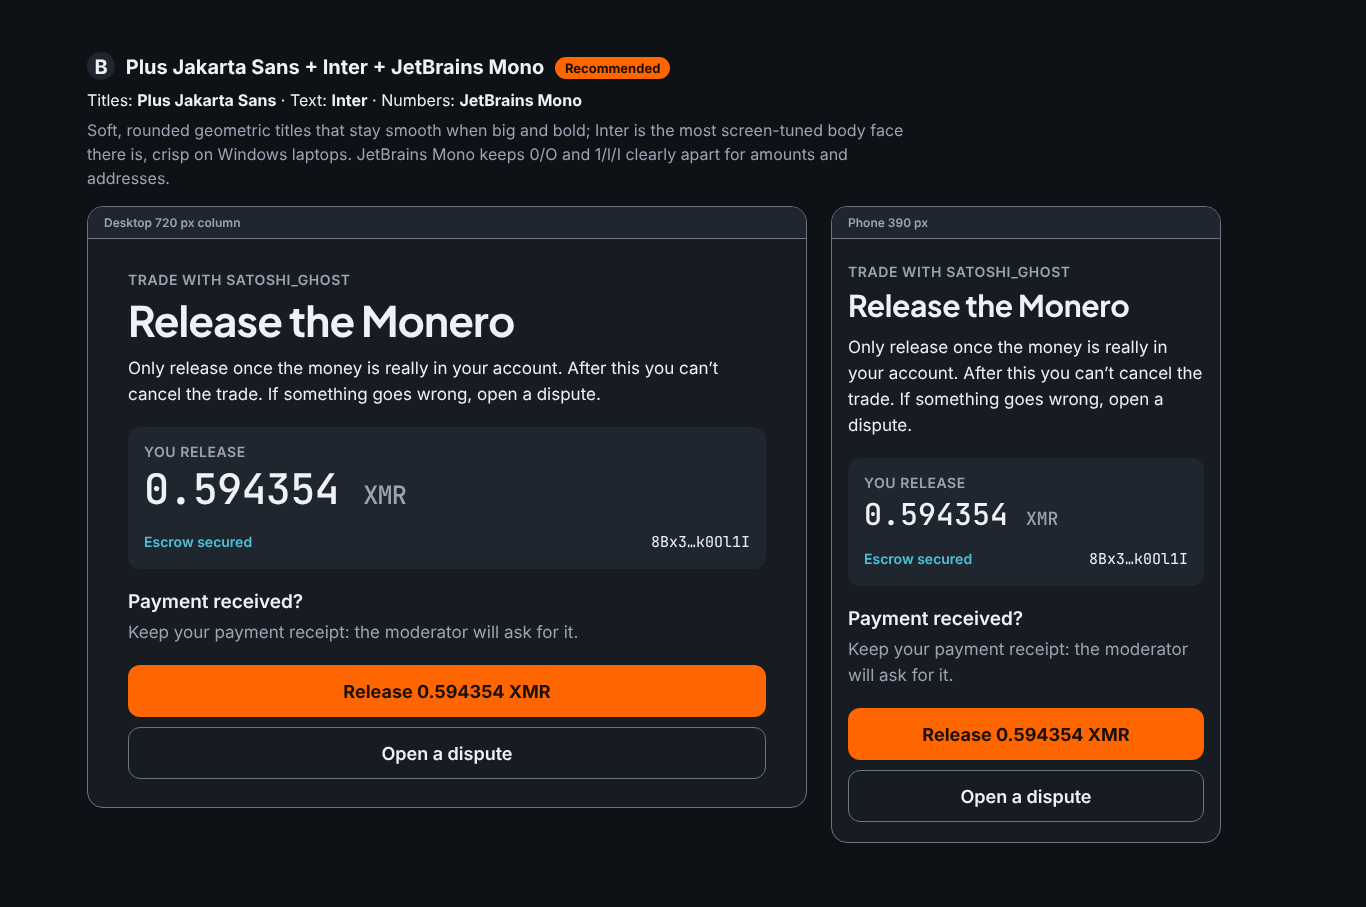 B Plus Jakarta Sans + Inter + JetBrains Mono Recommended
Titles: Plus Jakarta Sans · Text: Inter · Numbers: JetBrains Mono
Soft, rounded geometric titles that stay smooth when big and bold; Inter is the most screen-tuned body face
there is, crisp on Windows laptops. JetBrains Mono keeps 0/O and 1/l/I clearly apart for amounts and
addresses.
Desktop 720 px column
TRADE WITH SATOSHI_GHOST
Release the Monero
Only release once the money is really in your account. After this you can’t
cancel the trade. If something goes wrong, open a dispute.
YOU RELEASE
0.594354 XMR
Escrow secured 8Bx3…k0Ol1I
Payment received?
Keep your payment receipt: the moderator will ask for it.
Release 0.594354 XMR
Open a dispute
Phone 390 px
TRADE WITH SATOSHI_GHOST
Release the Monero
Only release once the money is really in
your account. After this you can’t cancel the
trade. If something goes wrong, open a
dispute.
YOU RELEASE
0.594354 XMR
Escrow secured 8Bx3…k0Ol1I
Payment received?
Keep your payment receipt: the moderator
will ask for it.
Release 0.594354 XMR
Open a dispute